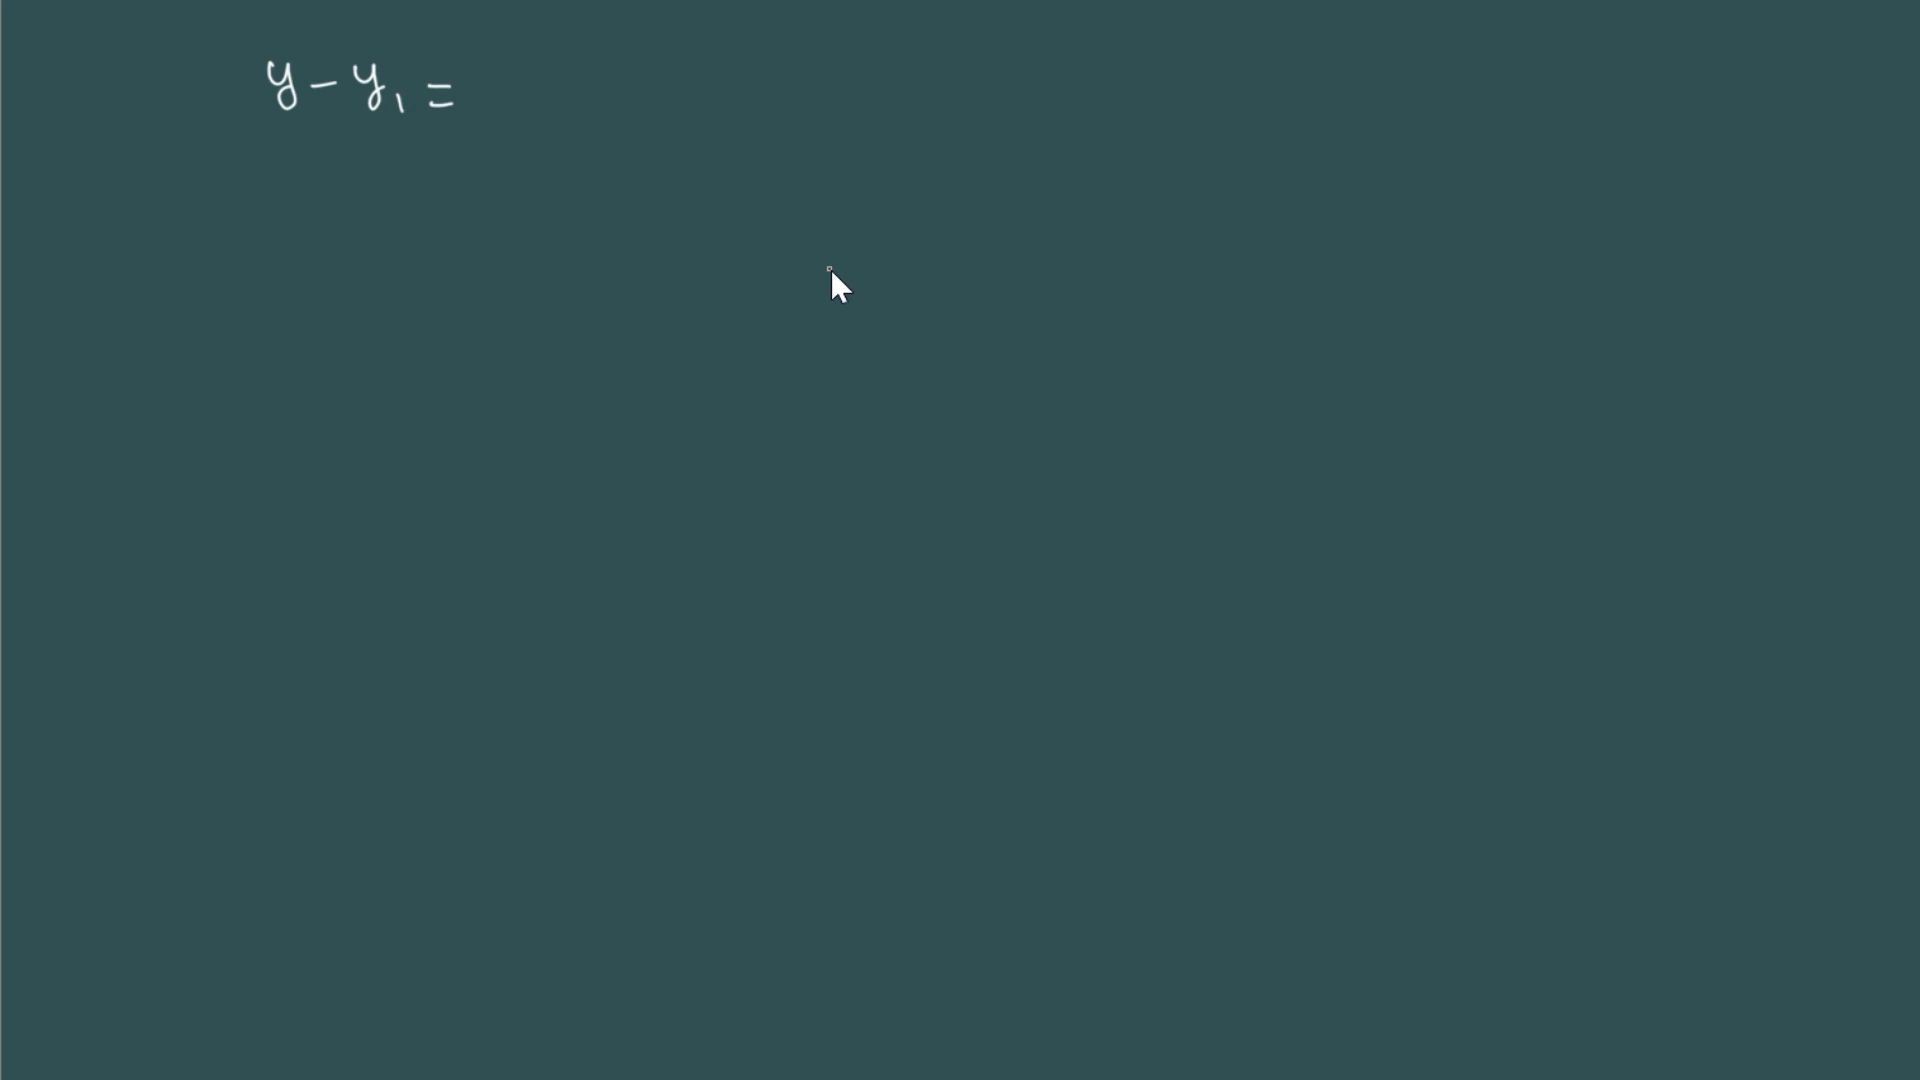 y - y₁ =